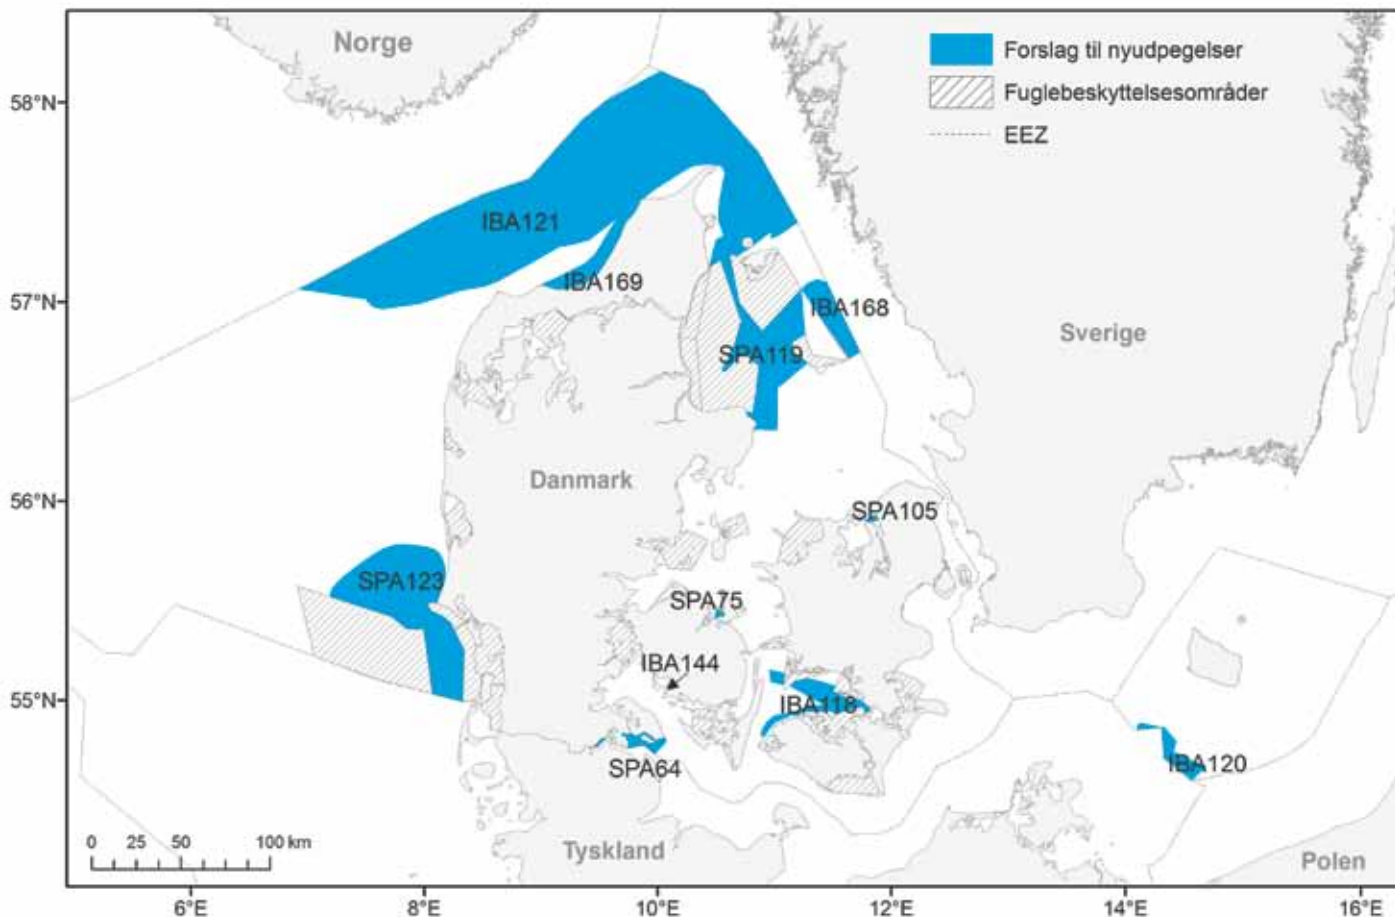 Norge
Forslag til nyudpegelser
Fuglebeskyttelsesområder
EEZ
58°N
IBA121
IBA169
57°N
IBA168
Sverige
SPA119
Danmark
56°N
SPA105
SPA123
SPA75
IBA144
55°N
IBA118
IBA120
SPA64
0 25 50 100 km
Tyskland
Polen
6°E 8°E 10°E 12°E 14°E 16°E